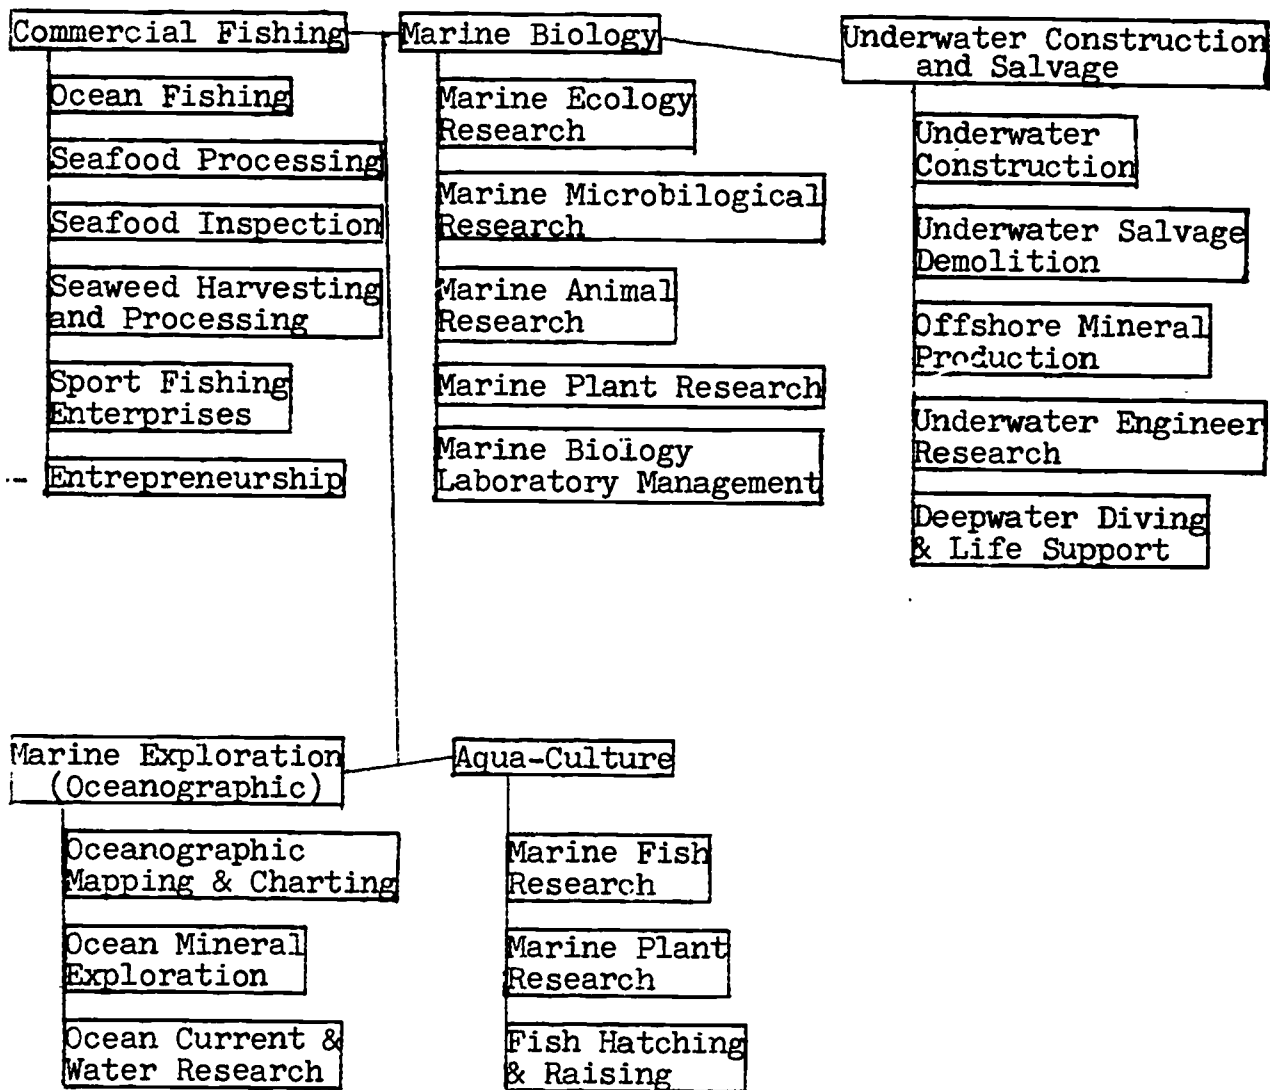 Commercial Fishing
Ocean Fishing
Seafood Processing
Seafood Inspection
Seaweed Harvesting
and Processing
Sport Fishing
Enterprises
Entrepreneurship
Marine Biology
Marine Ecology
Research
Marine Microbilogical
Research
Marine Animal
Research
Marine Plant Research
Marine Biology
Laboratory Management
Underwater Construction
and Salvage
Underwater
Construction
Underwater Salvage
Demolition
Offshore Mineral
Production
Underwater Engineer
Research
Deepwater Diving
& Life Support
Marine Exploration
(Oceanographic)
Oceanographic
Mapping & Charting
Ocean Mineral
Exploration
Ocean Current &
Water Research
Aqua-Culture
Marine Fish
Research
Marine Plant
Research
Fish Hatching
& Raising